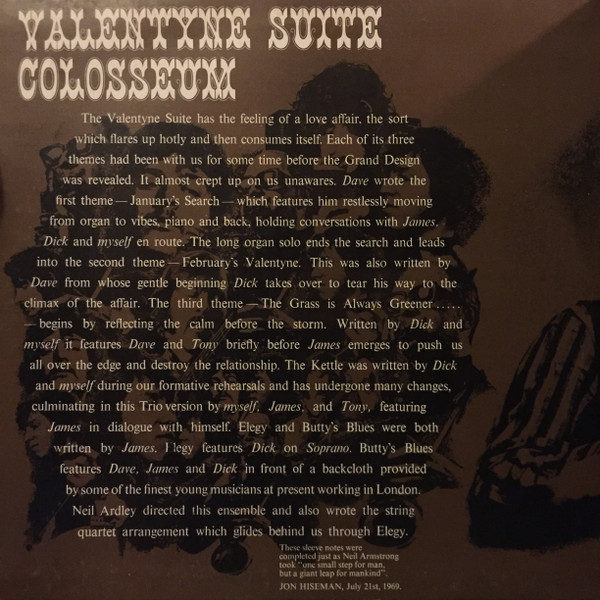 VALENTYNE SUITE
COLOSSEUM
The Valentyne Suite has the feeling of a love affair, the sort
which flares up hotly and then consumes itself. Each of its three
themes had been with us for some time before the Grand Design
was revealed. It almost crept up on us unawares. Dave wrote the
first theme — January's Search — which features him restlessly moving
from organ to vibes, piano and back, holding conversations with James,
Dick and myself en route. The long organ solo ends the search and leads
into the second theme — February's Valentyne. This was also written by
Dave from whose gentle beginning Dick takes over to tear his way to the
climax of the affair. The third theme — The Grass is Always Greener .....
— begins by reflecting the calm before the storm. Written by Dick and
myself it features Dave and Tony briefly before James emerges to push us
all over the edge and destroy the relationship. The Kettle was written by Dick
and myself during our formative rehearsals and has undergone many changes,
culminating in this Trio version by myself, James, and Tony, featuring
James in dialogue with himself. Elegy and Butty's Blues were both
written by James. Elegy features Dick on Soprano. Butty's Blues
features Dave, James and Dick in front of a backcloth provided
by some of the finest young musicians at present working in London.
Neil Ardley directed this ensemble and also wrote the string
quartet arrangement which glides behind us through Elegy.
These sleeve notes were
completed just as Neil Armstrong
took "one small step for man,
but a giant leap for mankind".
JON HISEMAN, July 21st, 1969.